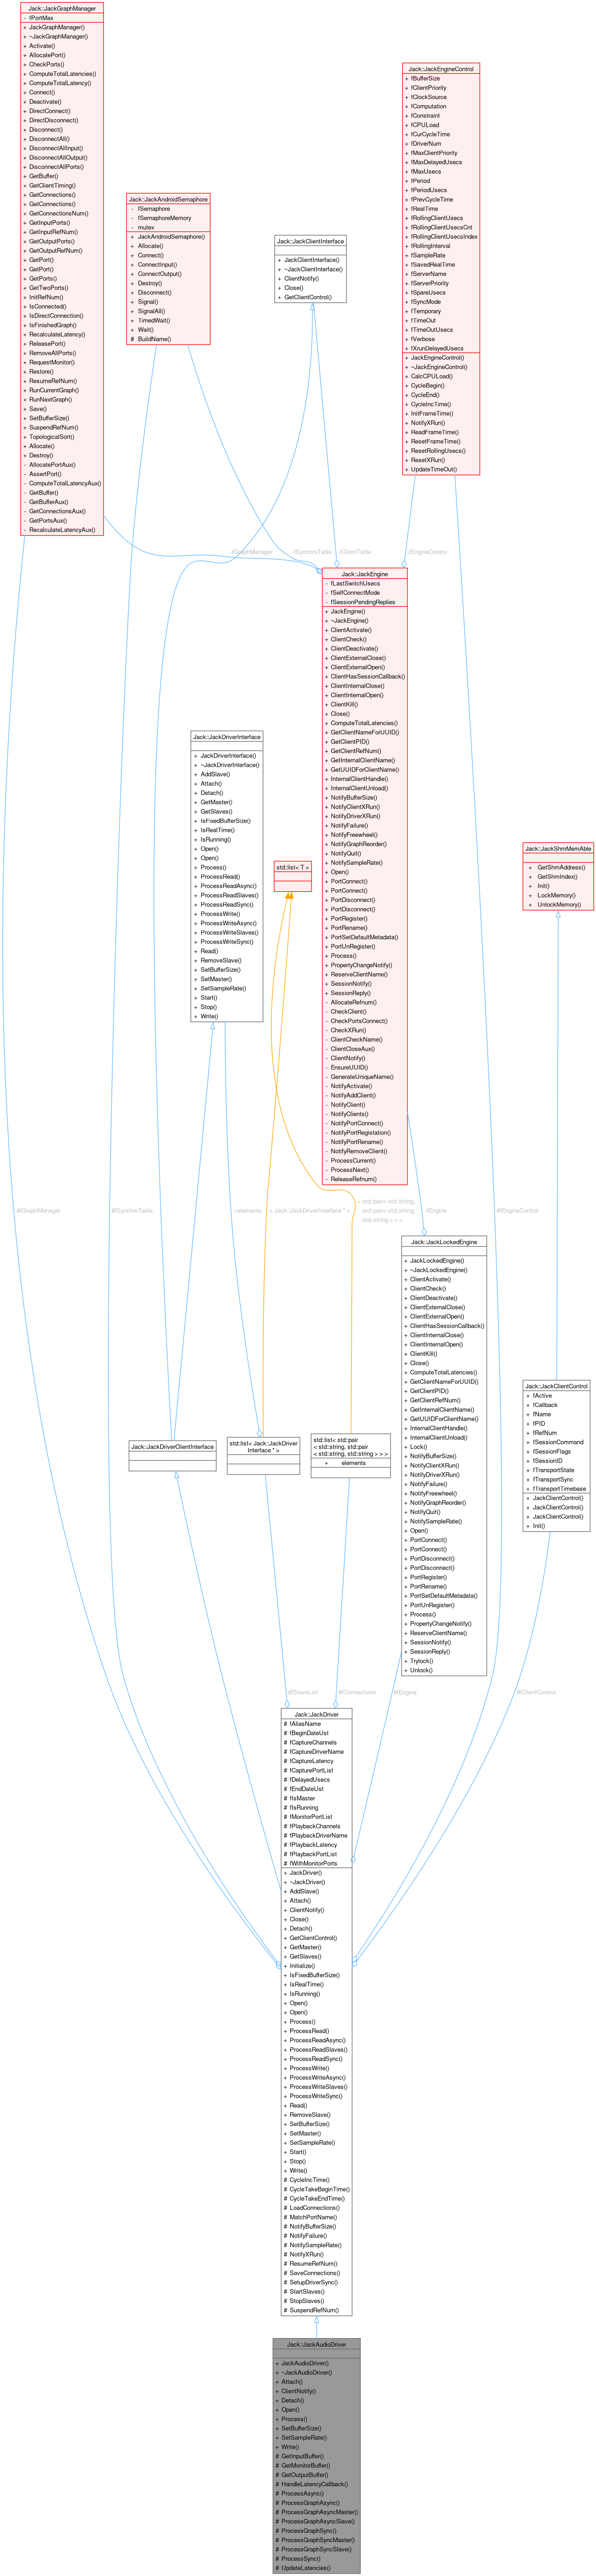 Jack::JackGraphManager
- fPortMax
+ JackGraphManager()
+ ~JackGraphManager()
+ Activate()
+ AllocatePort()
+ CheckPorts()
+ ComputeTotalLatencies()
+ ComputeTotalLatency()
+ Connect()
+ Deactivate()
+ DirectConnect()
+ DirectDisconnect()
+ Disconnect()
+ DisconnectAll()
+ DisconnectAllInput()
+ DisconnectAllOutput()
+ DisconnectAllPorts()
+ GetBuffer()
+ GetClientTiming()
+ GetConnections()
+ GetConnections()
+ GetConnectionsNum()
+ GetInputPorts()
+ GetInputRefNum()
+ GetOutputPorts()
+ GetOutputRefNum()
+ GetPort()
+ GetPort()
+ GetPorts()
+ GetTwoPorts()
+ InitRefNum()
+ IsConnected()
+ IsDirectConnection()
+ IsFinishedGraph()
+ RecalculateLatency()
+ ReleasePort()
+ RemoveAllPorts()
+ RequestMonitor()
+ Restore()
+ ResumeRefNum()
+ RunCurrentGraph()
+ RunNextGraph()
+ Save()
+ SetBufferSize()
+ SuspendRefNum()
+ TopologicalSort()
+ Allocate()
+ Destroy()
- AllocatePortAux()
- AssertPort()
- ComputeTotalLatencyAux()
- GetBuffer()
- GetBufferAux()
- GetConnectionsAux()
- GetPortsAux()
- RecalculateLatencyAux()
Jack::JackAndroidSemaphore
- fSemaphore
- fSemaphoreMemory
- mutex
+ JackAndroidSemaphore()
+ Allocate()
+ Connect()
+ ConnectInput()
+ ConnectOutput()
+ Destroy()
+ Disconnect()
+ Signal()
+ SignalAll()
+ TimedWait()
+ Wait()
# BuildName()
Jack::JackClientInterface
+ JackClientInterface()
+ ~JackClientInterface()
+ ClientNotify()
+ Close()
+ GetClientControl()
Jack::JackEngineControl
+ fBufferSize
+ fClientPriority
+ fClockSource
+ fComputation
+ fConstraint
+ fCPULoad
+ fCurCycleTime
+ fDriverNum
+ fMaxClientPriority
+ fMaxDelayedUsecs
+ fMaxUsecs
+ fPeriod
+ fPeriodUsecs
+ fPrevCycleTime
+ fRealTime
+ fRollingClientUsecs
+ fRollingClientUsecsCnt
+ fRollingClientUsecsIndex
+ fRollingInterval
+ fSampleRate
+ fSavedRealTime
+ fServerName
+ fServerPriority
+ fSpareUsecs
+ fSyncMode
+ fTemporary
+ fTimeOut
+ fTimeOutUsecs
+ fVerbose
+ fXrunDelayedUsecs
+ JackEngineControl()
+ ~JackEngineControl()
+ CalcCPULoad()
+ CycleBegin()
+ CycleEnd()
+ CycleIncTime()
+ InitFrameTime()
+ NotifyXRun()
+ ReadFrameTime()
+ ResetFrameTime()
+ ResetRollingUsecs()
+ ResetXRun()
+ UpdateTimeOut()
-fGraphManager
-fSynchroTable
-fClientTable
-fEngineControl
Jack::JackEngine
- fLastSwitchUsecs
- fSelfConnectMode
- fSessionPendingReplies
+ JackEngine()
+ ~JackEngine()
+ ClientActivate()
+ ClientCheck()
+ ClientDeactivate()
+ ClientExternalClose()
+ ClientExternalOpen()
+ ClientHasSessionCallback()
+ ClientInternalClose()
+ ClientInternalOpen()
+ ClientKill()
+ Close()
+ ComputeTotalLatencies()
+ GetClientNameForUUID()
+ GetClientPID()
+ GetClientRefNum()
+ GetInternalClientName()
+ GetUUIDForClientName()
+ InternalClientHandle()
+ InternalClientUnload()
+ NotifyBufferSize()
+ NotifyClientXRun()
+ NotifyDriverXRun()
+ NotifyFailure()
+ NotifyFreewheel()
+ NotifyGraphReorder()
+ NotifyQuit()
+ NotifySampleRate()
+ Open()
+ PortConnect()
+ PortConnect()
+ PortDisconnect()
+ PortDisconnect()
+ PortRegister()
+ PortRename()
+ PortSetDefaultMetadata()
+ PortUnRegister()
+ Process()
+ PropertyChangeNotify()
+ ReserveClientName()
+ SessionNotify()
+ SessionReply()
- AllocateRefnum()
- CheckClient()
- CheckPortsConnect()
- CheckXRun()
- ClientCheckName()
- ClientCloseAux()
- ClientNotify()
- EnsureUUID()
- GenerateUniqueName()
- NotifyActivate()
- NotifyAddClient()
- NotifyClient()
- NotifyClients()
- NotifyPortConnect()
- NotifyPortRegistation()
- NotifyPortRename()
- NotifyRemoveClient()
- ProcessCurrent()
- ProcessNext()
- ReleaseRefnum()
Jack::JackDriverInterface
+ JackDriverInterface()
+ ~JackDriverInterface()
+ AddSlave()
+ Attach()
+ Detach()
+ GetMaster()
+ GetSlaves()
+ IsFixedBufferSize()
+ IsRealTime()
+ IsRunning()
+ Open()
+ Open()
+ Process()
+ ProcessRead()
+ ProcessReadAsync()
+ ProcessReadSlaves()
+ ProcessReadSync()
+ ProcessWrite()
+ ProcessWriteAsync()
+ ProcessWriteSlaves()
+ ProcessWriteSync()
+ Read()
+ RemoveSlave()
+ SetBufferSize()
+ SetMaster()
+ SetSampleRate()
+ Start()
+ Stop()
+ Write()
std::list< T >
Jack::JackShmMemAble
+ GetShmAddress()
+ GetShmIndex()
+ Init()
+ LockMemory()
+ UnlockMemory()
#fGraphManager
#fSynchroTable
+elements
< Jack::JackDriverInterface * >
< std::pair< std::string,
std::pair< std::string,
std::string > > >
-fEngine
#fEngineControl
Jack::JackLockedEngine
+ JackLockedEngine()
+ ~JackLockedEngine()
+ ClientActivate()
+ ClientCheck()
+ ClientDeactivate()
+ ClientExternalClose()
+ ClientExternalOpen()
+ ClientHasSessionCallback()
+ ClientInternalClose()
+ ClientInternalOpen()
+ ClientKill()
+ Close()
+ ComputeTotalLatencies()
+ GetClientNameForUUID()
+ GetClientPID()
+ GetClientRefNum()
+ GetInternalClientName()
+ GetUUIDForClientName()
+ InternalClientHandle()
+ InternalClientUnload()
+ Lock()
+ NotifyBufferSize()
+ NotifyClientXRun()
+ NotifyDriverXRun()
+ NotifyFailure()
+ NotifyFreewheel()
+ NotifyGraphReorder()
+ NotifyQuit()
+ NotifySampleRate()
+ Open()
+ PortConnect()
+ PortConnect()
+ PortDisconnect()
+ PortDisconnect()
+ PortRegister()
+ PortRename()
+ PortSetDefaultMetadata()
+ PortUnRegister()
+ Process()
+ PropertyChangeNotify()
+ ReserveClientName()
+ SessionNotify()
+ SessionReply()
+ Trylock()
+ Unlock()
Jack::JackClientControl
+ fActive
+ fCallback
+ fName
+ fPID
+ fRefNum
+ fSessionCommand
+ fSessionFlags
+ fSessionID
+ fTransportState
+ fTransportSync
+ fTransportTimebase
+ JackClientControl()
+ JackClientControl()
+ JackClientControl()
+ Init()
Jack::JackDriverClientInterface
std::list< Jack::JackDriver
Interface * >
std::list< std::pair
< std::string, std::pair
< std::string, std::string > > >
+ elements
#fSlaveList
#fConnections
#fEngine
#fClientControl
Jack::JackDriver
# fAliasName
# fBeginDateUst
# fCaptureChannels
# fCaptureDriverName
# fCaptureLatency
# fCapturePortList
# fDelayedUsecs
# fEndDateUst
# fIsMaster
# fIsRunning
# fMonitorPortList
# fPlaybackChannels
# fPlaybackDriverName
# fPlaybackLatency
# fPlaybackPortList
# fWithMonitorPorts
+ JackDriver()
+ ~JackDriver()
+ AddSlave()
+ Attach()
+ ClientNotify()
+ Close()
+ Detach()
+ GetClientControl()
+ GetMaster()
+ GetSlaves()
+ Initialize()
+ IsFixedBufferSize()
+ IsRealTime()
+ IsRunning()
+ Open()
+ Open()
+ Process()
+ ProcessRead()
+ ProcessReadAsync()
+ ProcessReadSlaves()
+ ProcessReadSync()
+ ProcessWrite()
+ ProcessWriteAsync()
+ ProcessWriteSlaves()
+ ProcessWriteSync()
+ Read()
+ RemoveSlave()
+ SetBufferSize()
+ SetMaster()
+ SetSampleRate()
+ Start()
+ Stop()
+ Write()
# CycleIncTime()
# CycleTakeBeginTime()
# CycleTakeEndTime()
# LoadConnections()
# MatchPortName()
# NotifyBufferSize()
# NotifyFailure()
# NotifySampleRate()
# NotifyXRun()
# ResumeRefNum()
# SaveConnections()
# SetupDriverSync()
# StartSlaves()
# StopSlaves()
# SuspendRefNum()
Jack::JackAudioDriver
+ JackAudioDriver()
+ ~JackAudioDriver()
+ Attach()
+ ClientNotify()
+ Detach()
+ Open()
+ Process()
+ SetBufferSize()
+ SetSampleRate()
+ Write()
# GetInputBuffer()
# GetMonitorBuffer()
# GetOutputBuffer()
# HandleLatencyCallback()
# ProcessAsync()
# ProcessGraphAsync()
# ProcessGraphAsyncMaster()
# ProcessGraphAsyncSlave()
# ProcessGraphSync()
# ProcessGraphSyncMaster()
# ProcessGraphSyncSlave()
# ProcessSync()
# UpdateLatencies()